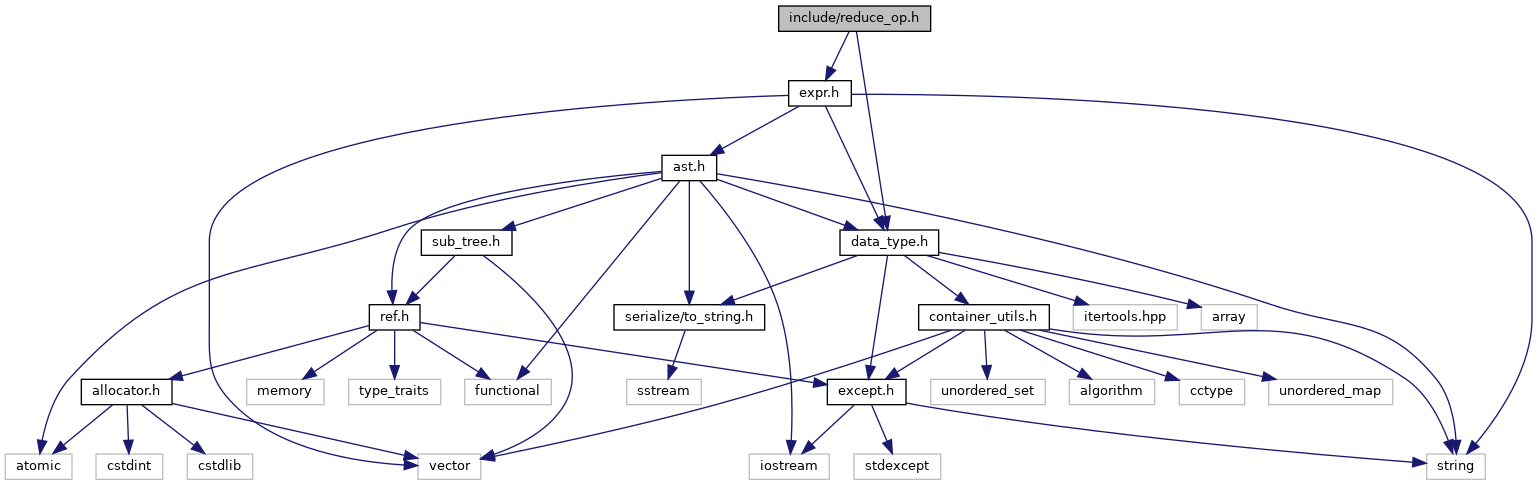 include/reduce_op.h
expr.h
ast.h
sub_tree.h
data_type.h
ref.h
serialize/to_string.h
container_utils.h
itertools.hpp
array
allocator.h
memory
type_traits
functional
sstream
except.h
unordered_set
algorithm
cctype
unordered_map
atomic
cstdint
cstdlib
vector
iostream
stdexcept
string